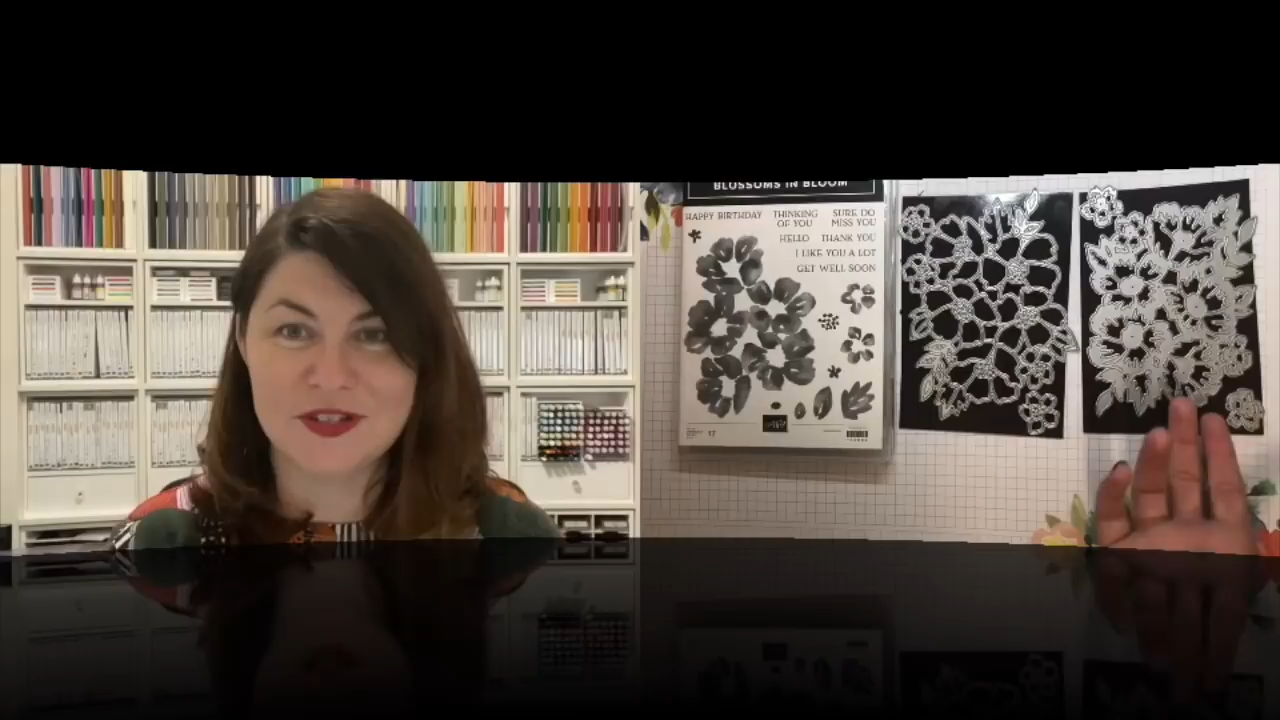 BLOSSOMS IN BLOOM
HAPPY BIRTHDAY
THINKING
OF YOU
SURE DO
MISS YOU
HELLO
THANK YOU
I LIKE YOU A LOT
GET WELL SOON
17